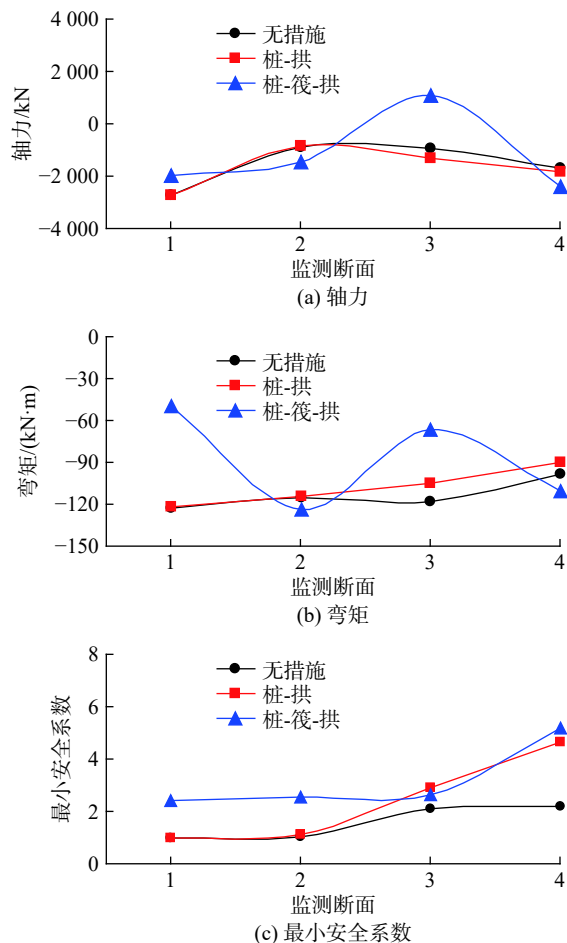 无措施
桩-拱
桩-筏-拱
4 000
2 000
0
−2 000
−4 000
轴力/kN
1 2 3 4
监测断面
(a) 轴力
无措施
桩-拱
桩-筏-拱
0
−30
−60
−90
−120
−150
弯矩/(kN·m)
1 2 3 4
监测断面
(b) 弯矩
无措施
桩-拱
桩-筏-拱
8
6
4
2
0
最小安全系数
1 2 3 4
监测断面
(c) 最小安全系数